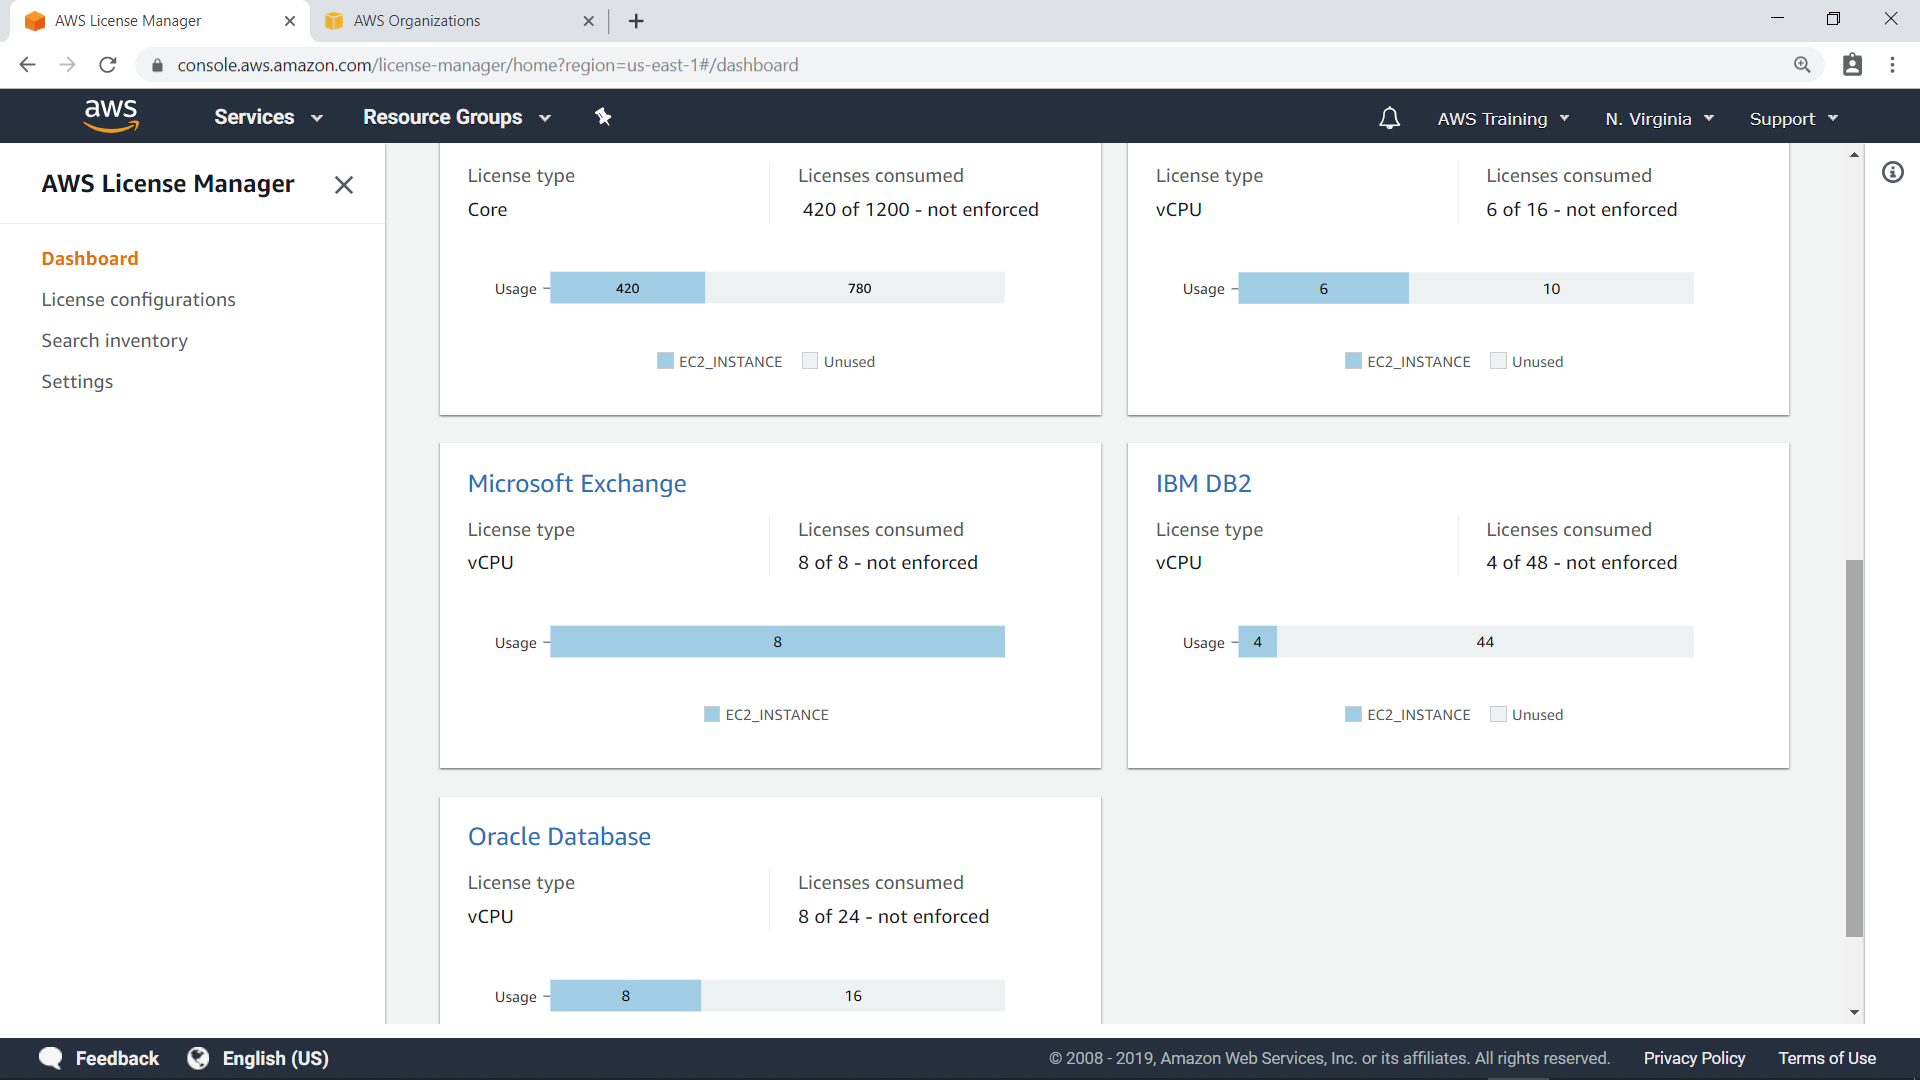 AWS License Manager
AWS Organizations
console.aws.amazon.com/license-manager/home?region=us-east-1#/dashboard
aws
Services
Resource Groups
AWS Training
N. Virginia
Support
AWS License Manager
Dashboard
License configurations
Search inventory
Settings
License type
Core
Licenses consumed
420 of 1200 - not enforced
Usage
420
780
EC2_INSTANCE
Unused
License type
vCPU
Licenses consumed
6 of 16 - not enforced
Usage
6
10
EC2_INSTANCE
Unused
Microsoft Exchange
License type
vCPU
Licenses consumed
8 of 8 - not enforced
Usage
8
EC2_INSTANCE
IBM DB2
License type
vCPU
Licenses consumed
4 of 48 - not enforced
Usage
4
44
EC2_INSTANCE
Unused
Oracle Database
License type
vCPU
Licenses consumed
8 of 24 - not enforced
Usage
8
16
Feedback
English (US)
© 2008 - 2019, Amazon Web Services, Inc. or its affiliates. All rights reserved.
Privacy Policy
Terms of Use